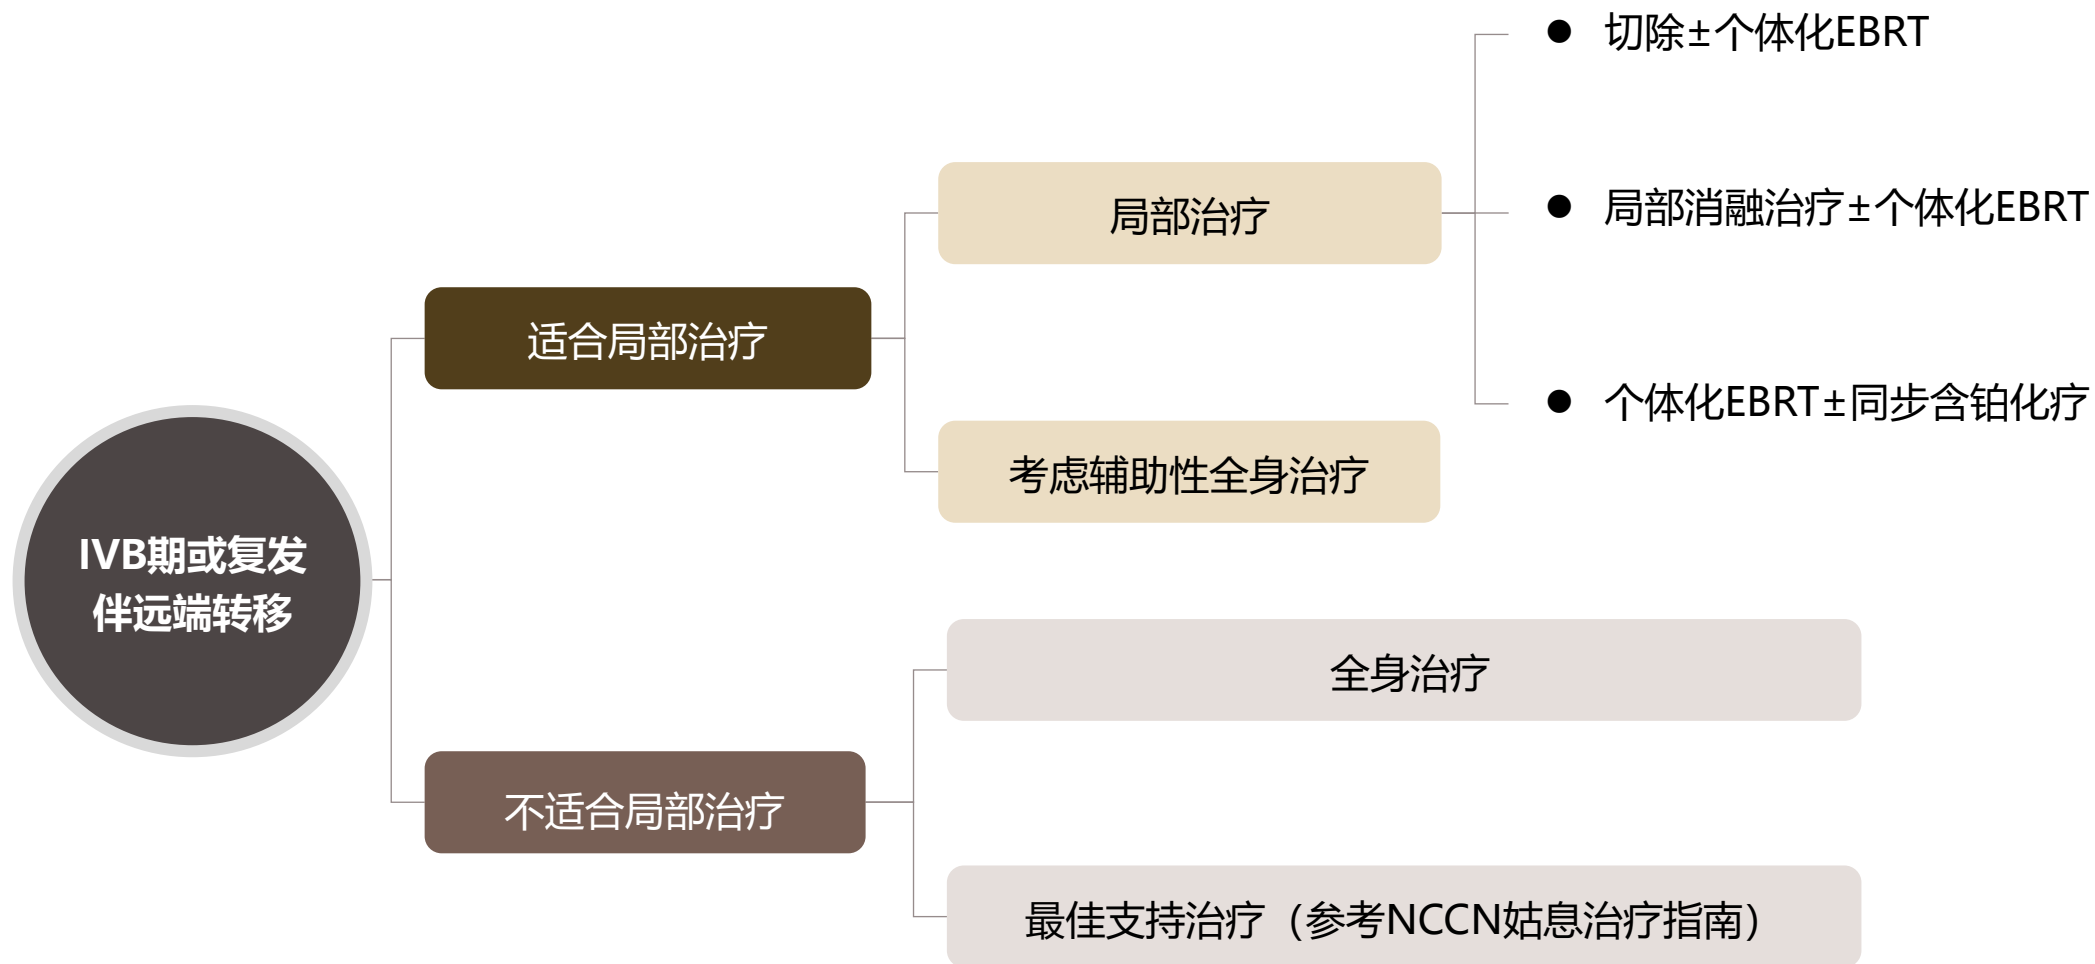 切除±个体化EBRT
局部消融治疗±个体化EBRT
个体化EBRT±同步含铂化疗
局部治疗
适合局部治疗
考虑辅助性全身治疗
IVB期或复发
伴远端转移
全身治疗
不适合局部治疗
最佳支持治疗（参考NCCN姑息治疗指南）